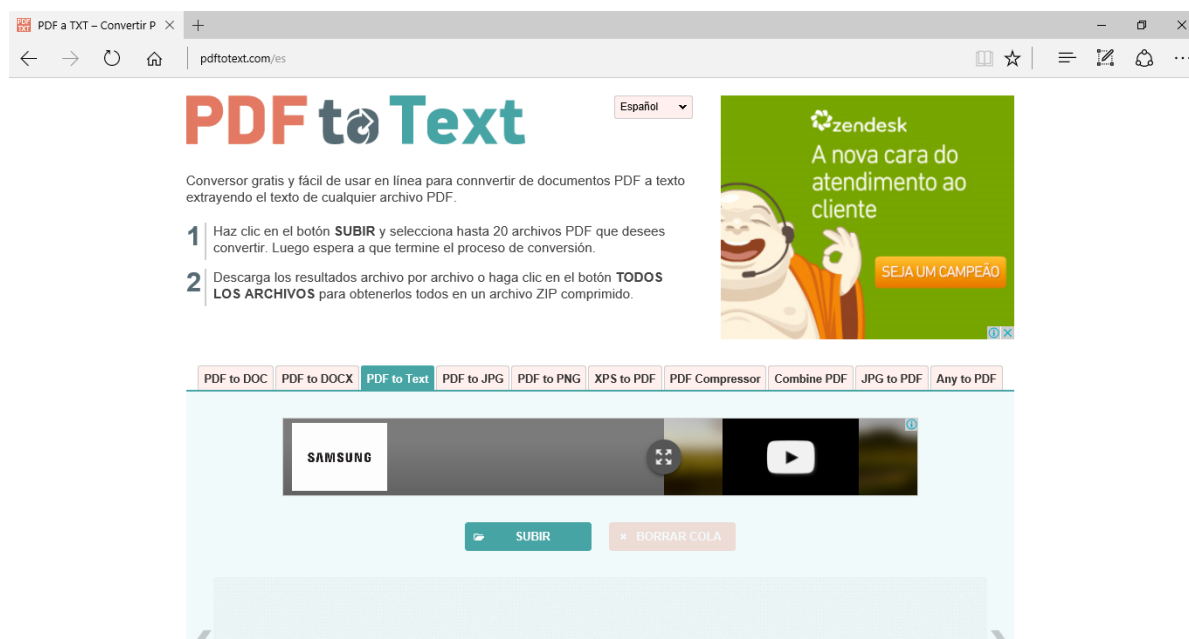 PDF a TXT – Convertir P
pdftotext.com/es
PDF to Text
Español
Conversor gratis y fácil de usar en línea para connvertir de documentos PDF a texto
extrayendo el texto de cualquier archivo PDF.
1 Haz clic en el botón SUBIR y selecciona hasta 20 archivos PDF que desees
convertir. Luego espera a que termine el proceso de conversión.
2 Descarga los resultados archivo por archivo o haga clic en el botón TODOS
LOS ARCHIVOS para obtenerlos todos en un archivo ZIP comprimido.
zendesk
A nova cara do
atendimento ao
cliente
SEJA UM CAMPEÃO
PDF to DOC PDF to DOCX PDF to Text PDF to JPG PDF to PNG XPS to PDF PDF Compressor Combine PDF JPG to PDF Any to PDF
SAMSUNG
SUBIR
BORRAR COLA